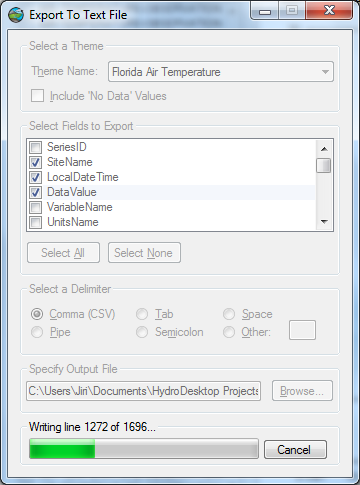 Export To Text File
Select a Theme
Theme Name: Florida Air Temperature
Include 'No Data' Values
Select Fields to Export
SeriesID
SiteName
LocalDateTime
DataValue
VariableName
UnitsName
Select All Select None
Select a Delimiter
Comma (CSV) Tab Space
Pipe Semicolon Other:
Specify Output File
C:\Users\Jiri\Documents\HydroDesktop Projects Browse...
Writing line 1272 of 1696...
Cancel